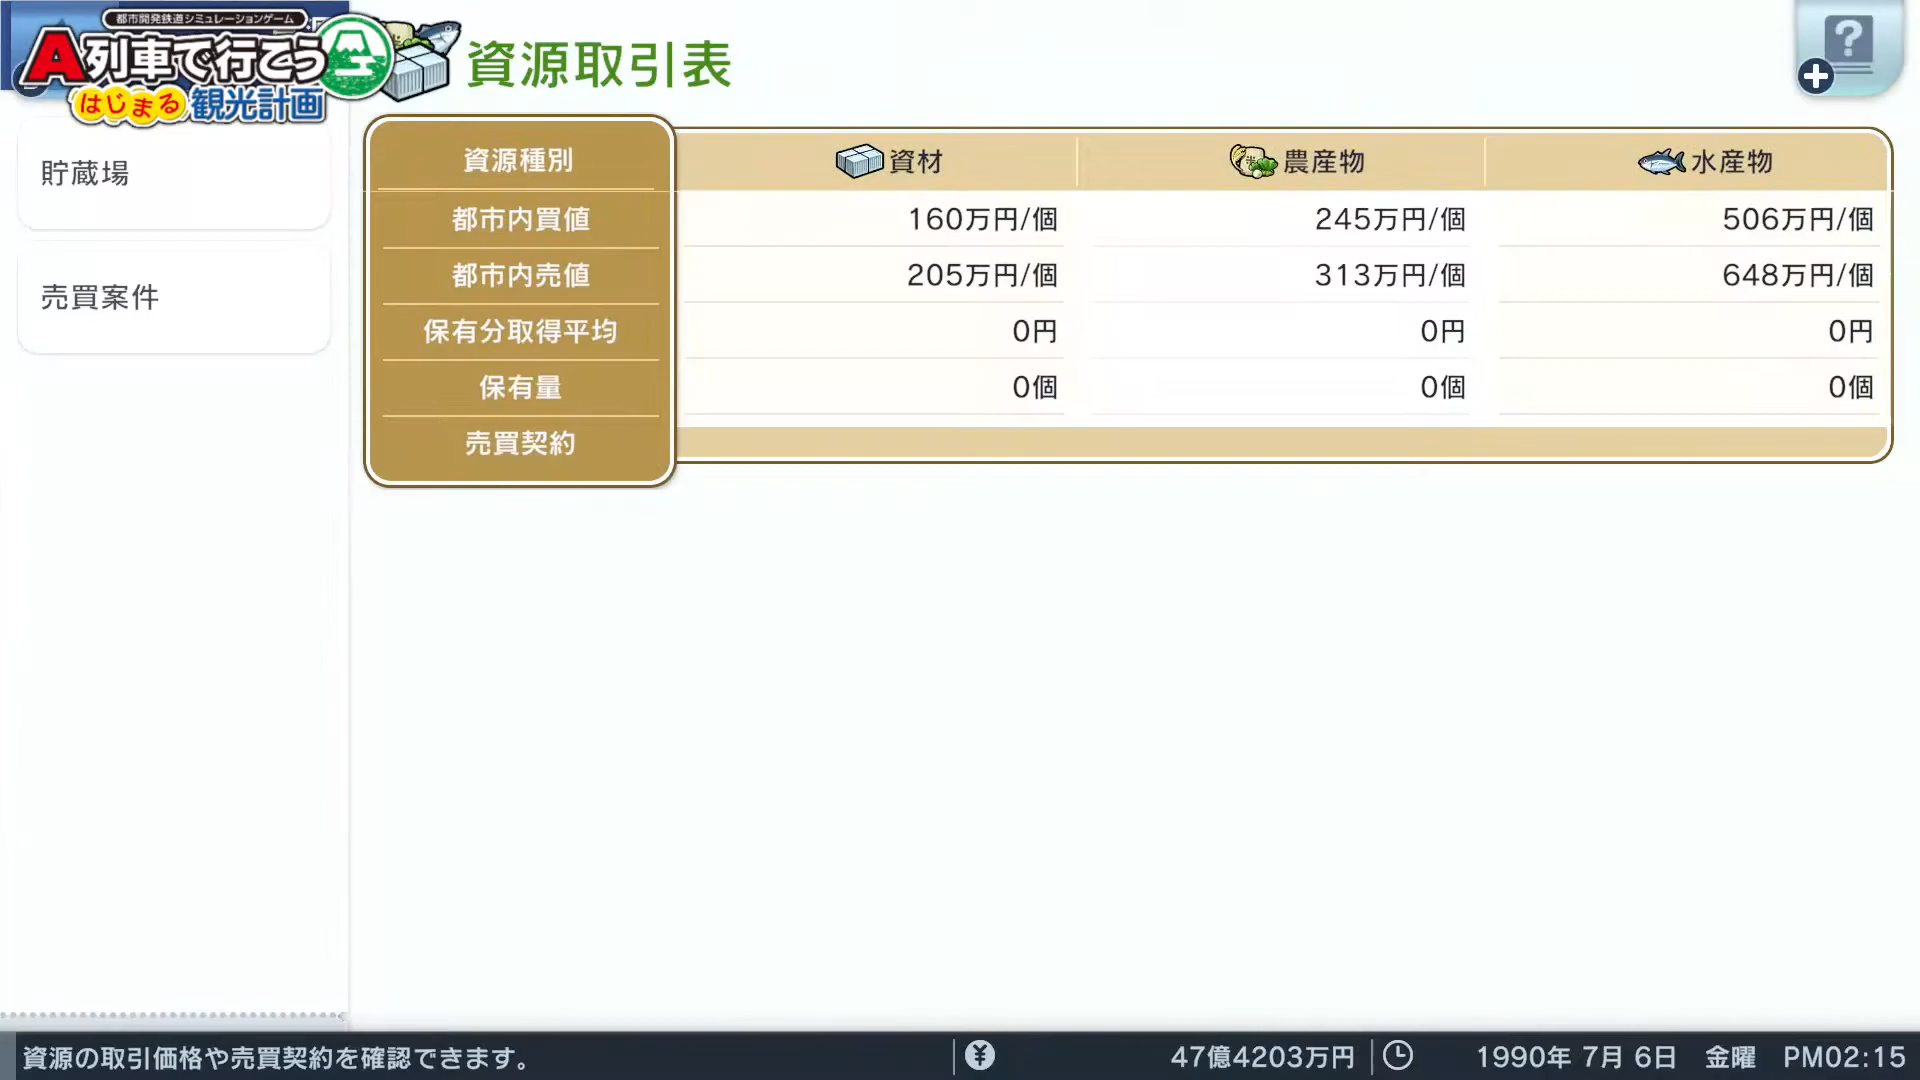 都市開発鉄道シミュレーションゲーム
A列車で行こう
はじまる観光計画
資源取引表
?
貯蔵場
売買案件
資源種別 資材 農産物 水産物
都市内買値 160万円/個 245万円/個 506万円/個
都市内売値 205万円/個 313万円/個 648万円/個
保有分取得平均 0円 0円 0円
保有量 0個 0個 0個
売買契約
資源の取引価格や売買契約を確認できます。 ¥ 47億4203万円 1990年 7月 6日 金曜 PM02:15